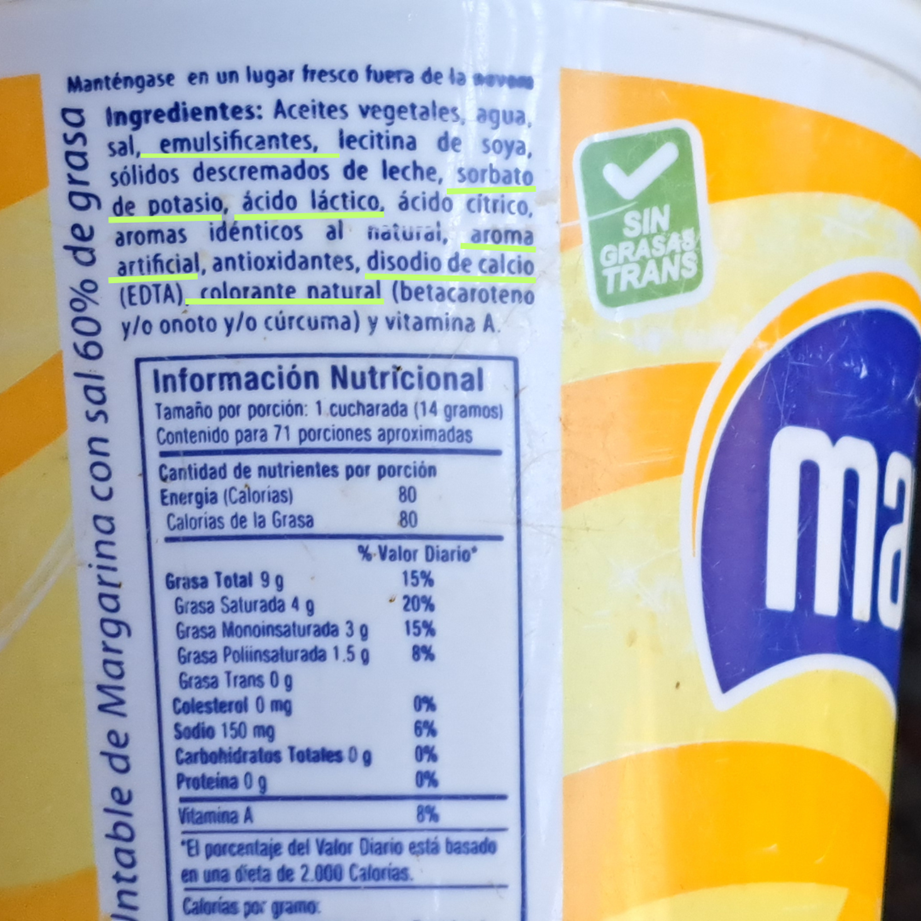 Manténgase en un lugar fresco fuera de la nevera
Ingredientes: Aceites vegetales, agua,
sal, emulsificantes, lecitina de soya,
sólidos descremados de leche, sorbato
de potasio, ácido láctico, ácido cítrico,
aromas idénticos al natural, aroma
artificial, antioxidantes, disodio de calcio
(EDTA), colorante natural (betacaroteno
y/o onoto y/o cúrcuma) y vitamina A.
Untable de Margarina con sal 60% de grasa
Información Nutricional
Tamaño por porción: 1 cucharada (14 gramos)
Contenido para 71 porciones aproximadas
Cantidad de nutrientes por porción
Energía (Calorías) 80
Calorías de la Grasa 80
% Valor Diario*
Grasa Total 9 g 15%
Grasa Saturada 4 g 20%
Grasa Monoinsaturada 3 g 15%
Grasa Poliinsaturada 1.5 g 8%
Grasa Trans 0 g
Colesterol 0 mg 0%
Sodio 150 mg 6%
Carbohidratos Totales 0 g 0%
Proteína 0 g 0%
Vitamina A 8%
*El porcentaje del Valor Diario está basado
en una dieta de 2.000 Calorías.
Calorías por gramo:
SIN
GRASAS
TRANS
ma